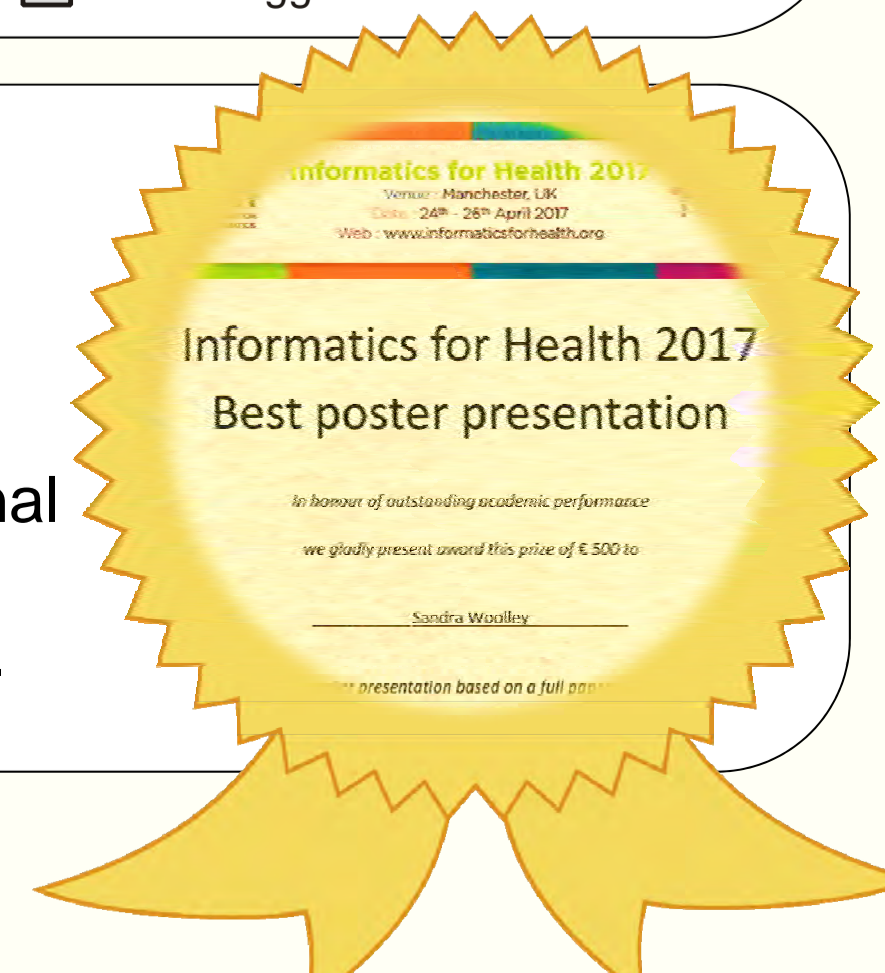 gg
Informatics for Health 2017
Venue : Manchester, UK
Date : 24th - 26th April 2017
Web : www.informaticsforhealth.org
Informatics for Health 2017
Best poster presentation
In honour of outstanding academic performance
nal
we gladly present award this prize of € 500 to
Sandra Woolley
presentation based on a full